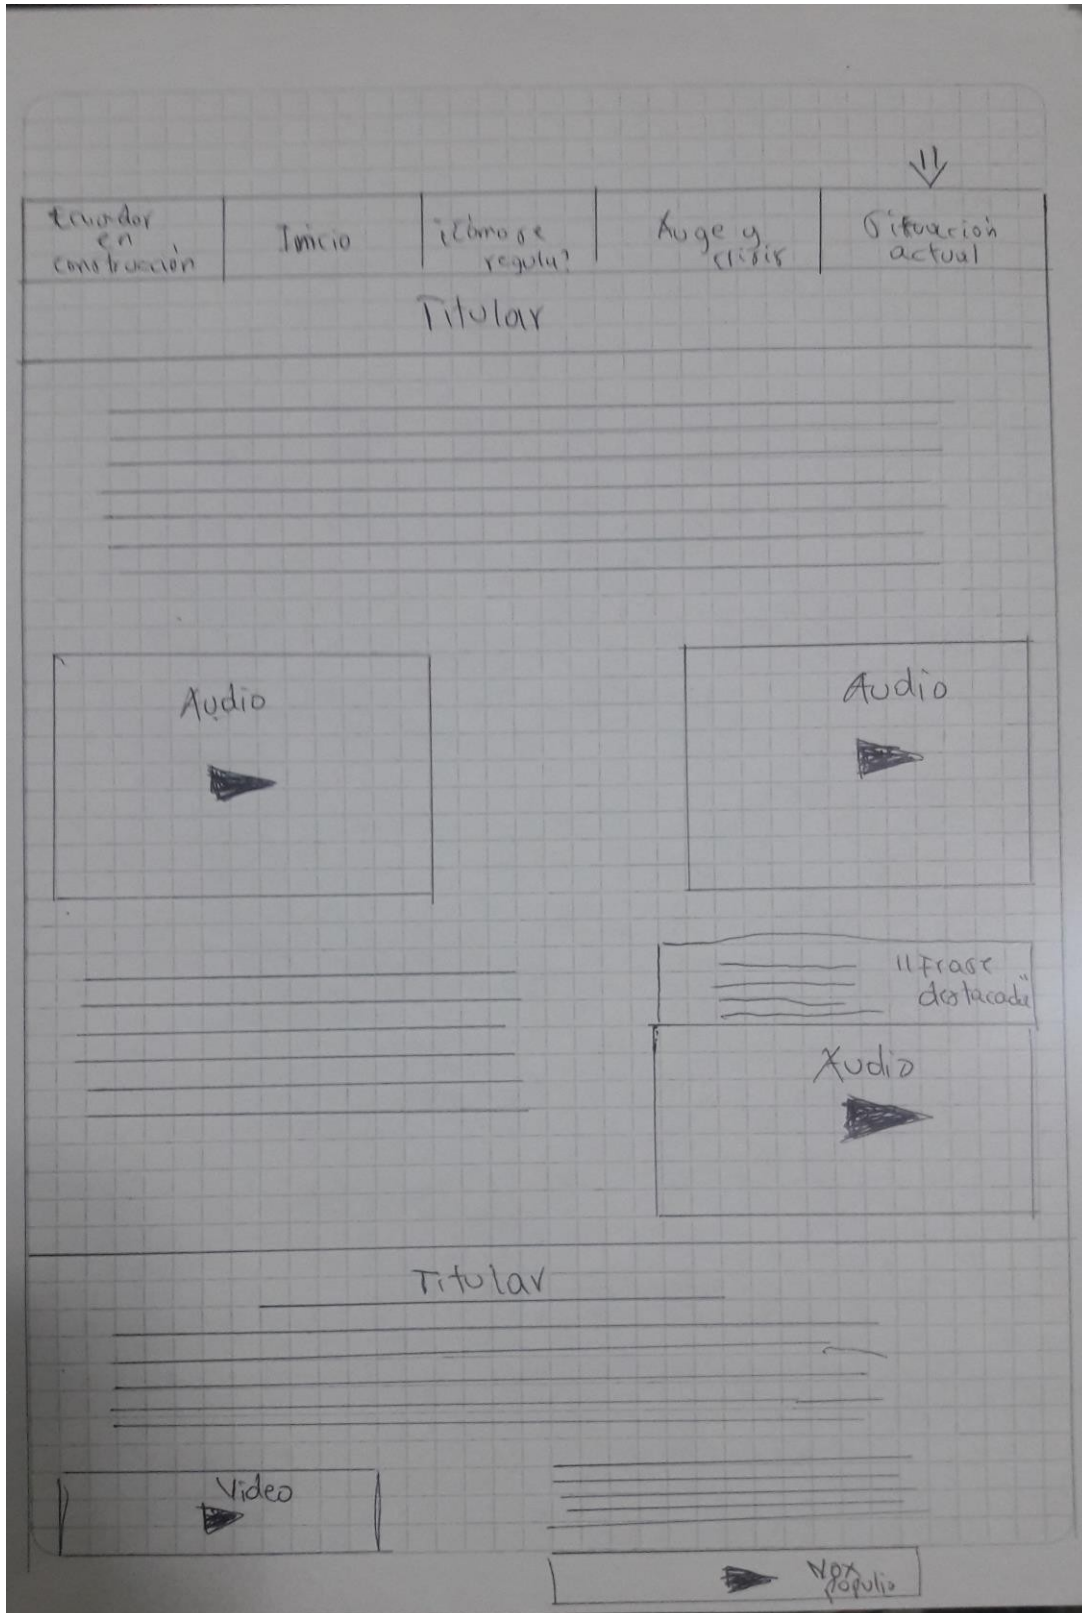 Ecuador
en
construcción
Inicio
¿Cómo se
regula?
Auge y
crisis
Situación
actual
Titular
Audio
Audio
"Frase
destacada"
Audio
Titular
Video
Vox
populio